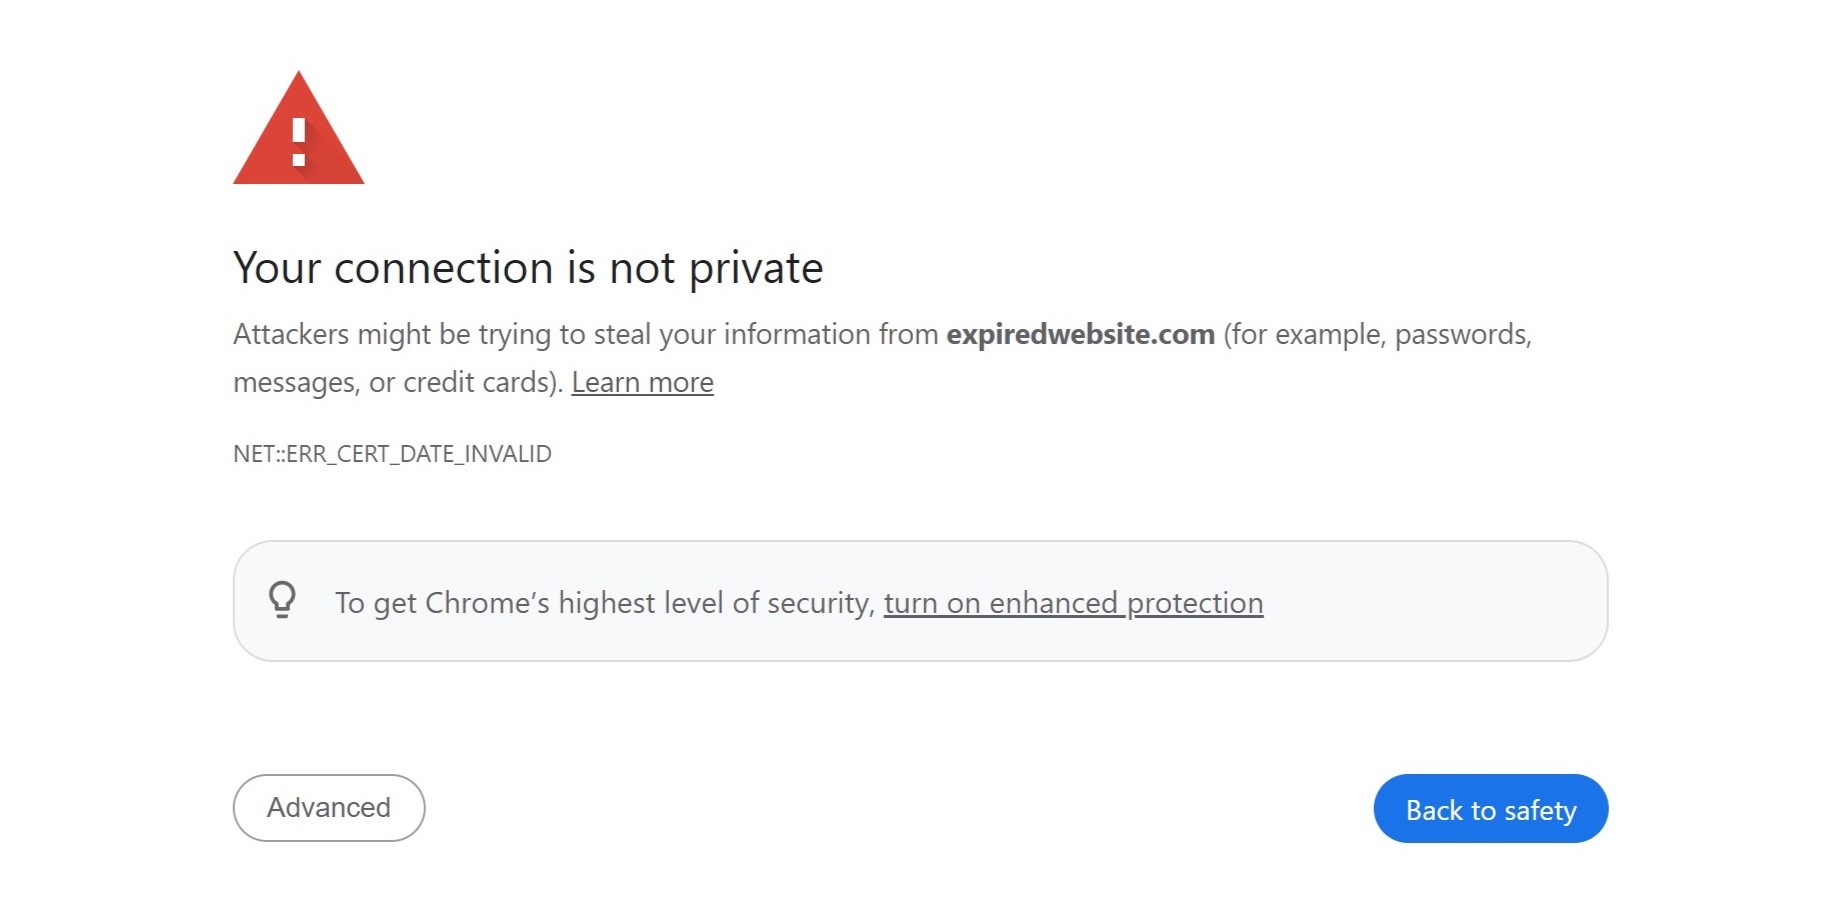 Your connection is not private
Attackers might be trying to steal your information from expiredwebsite.com (for example, passwords,
messages, or credit cards). Learn more
NET::ERR_CERT_DATE_INVALID
To get Chrome’s highest level of security, turn on enhanced protection
Advanced
Back to safety